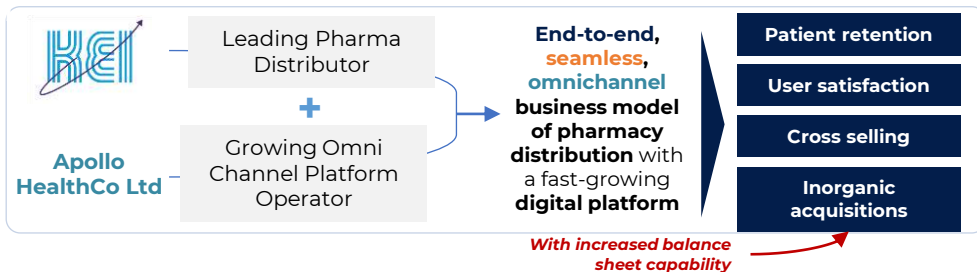 KEI
Leading Pharma
Distributor
+
Apollo
HealthCo Ltd
Growing Omni
Channel Platform
Operator
End-to-end,
seamless,
omnichannel
business model
of pharmacy
distribution with
a fast-growing
digital platform
Patient retention
User satisfaction
Cross selling
Inorganic
acquisitions
With increased balance
sheet capability